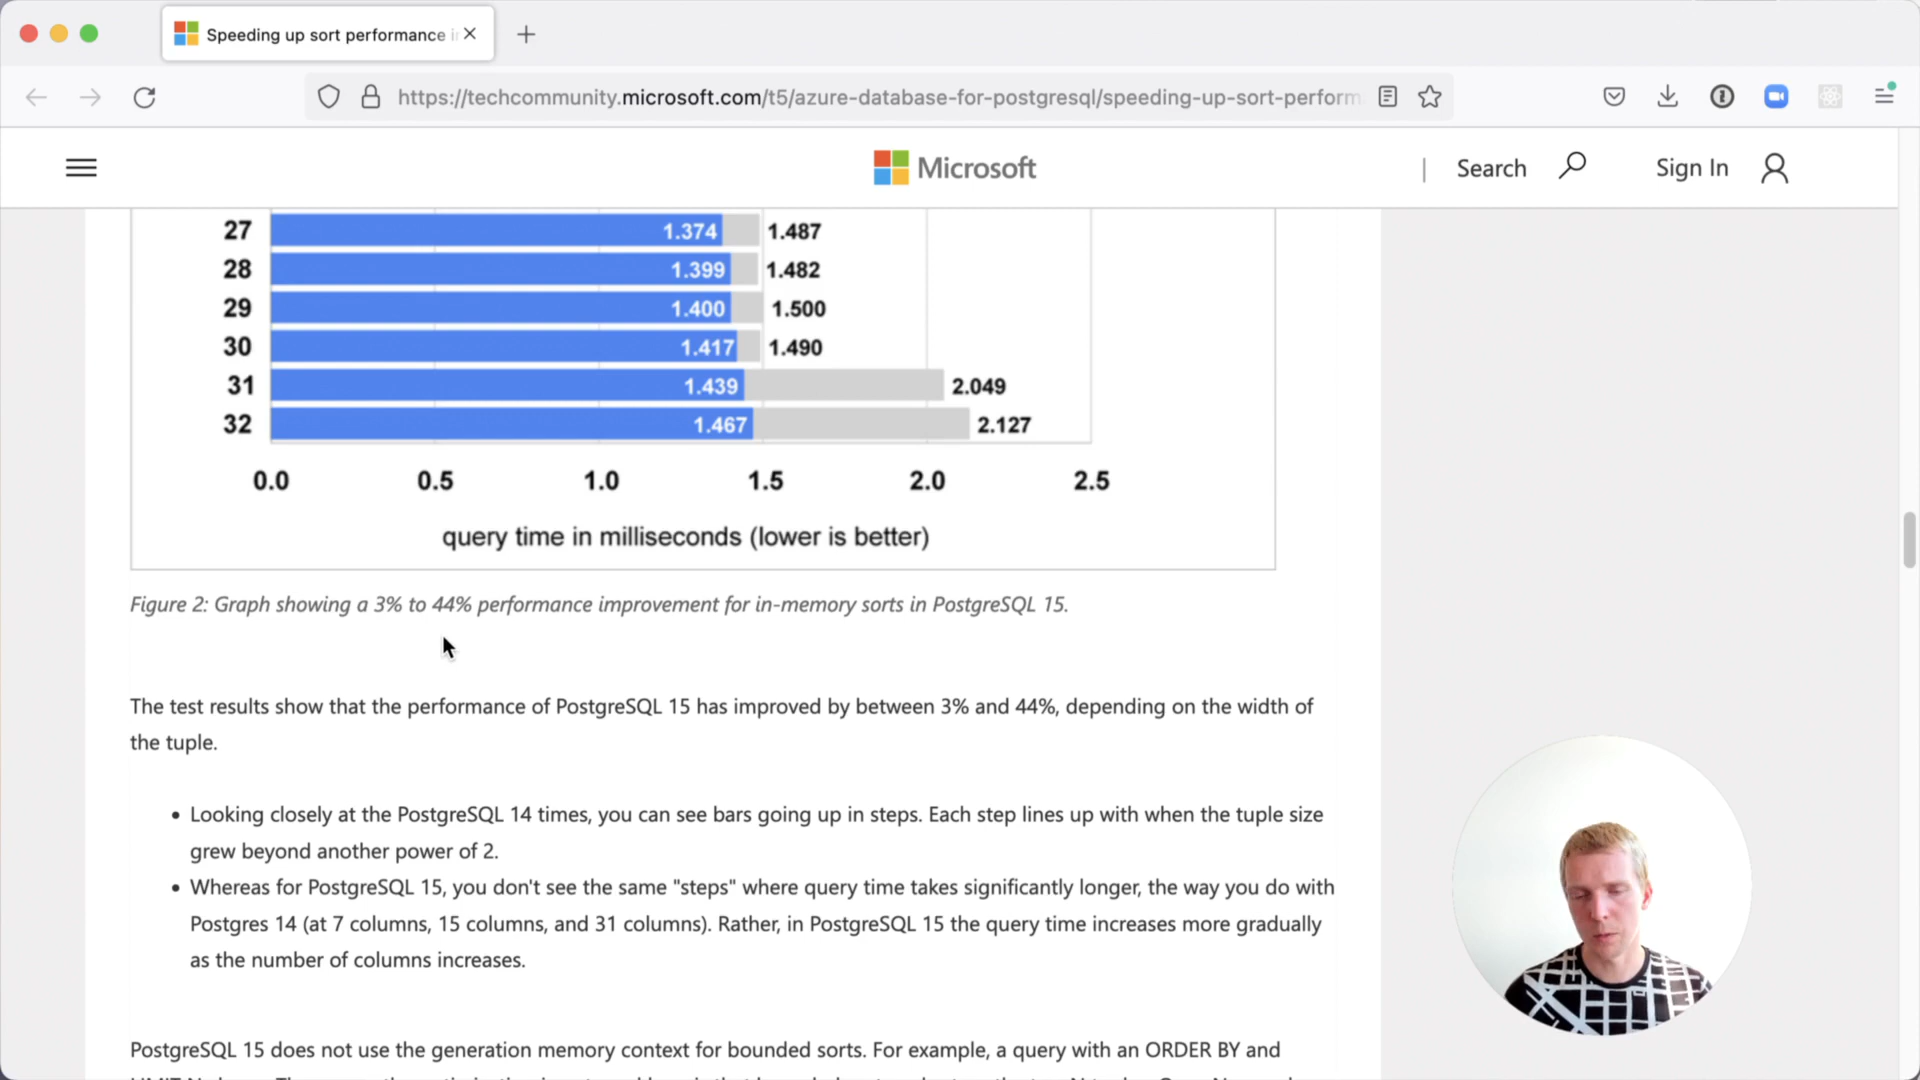 Speeding up sort performance i
https://techcommunity.microsoft.com/t5/azure-database-for-postgresql/speeding-up-sort-perform
Microsoft
| Search
Sign In
27 1.374 1.487
28 1.399 1.482
29 1.400 1.500
30 1.417 1.490
31 1.439 2.049
32 1.467 2.127
0.0 0.5 1.0 1.5 2.0 2.5
query time in milliseconds (lower is better)
Figure 2: Graph showing a 3% to 44% performance improvement for in-memory sorts in PostgreSQL 15.
The test results show that the performance of PostgreSQL 15 has improved by between 3% and 44%, depending on the width of
the tuple.
• Looking closely at the PostgreSQL 14 times, you can see bars going up in steps. Each step lines up with when the tuple size
grew beyond another power of 2.
• Whereas for PostgreSQL 15, you don't see the same "steps" where query time takes significantly longer, the way you do with
Postgres 14 (at 7 columns, 15 columns, and 31 columns). Rather, in PostgreSQL 15 the query time increases more gradually
as the number of columns increases.
PostgreSQL 15 does not use the generation memory context for bounded sorts. For example, a query with an ORDER BY and